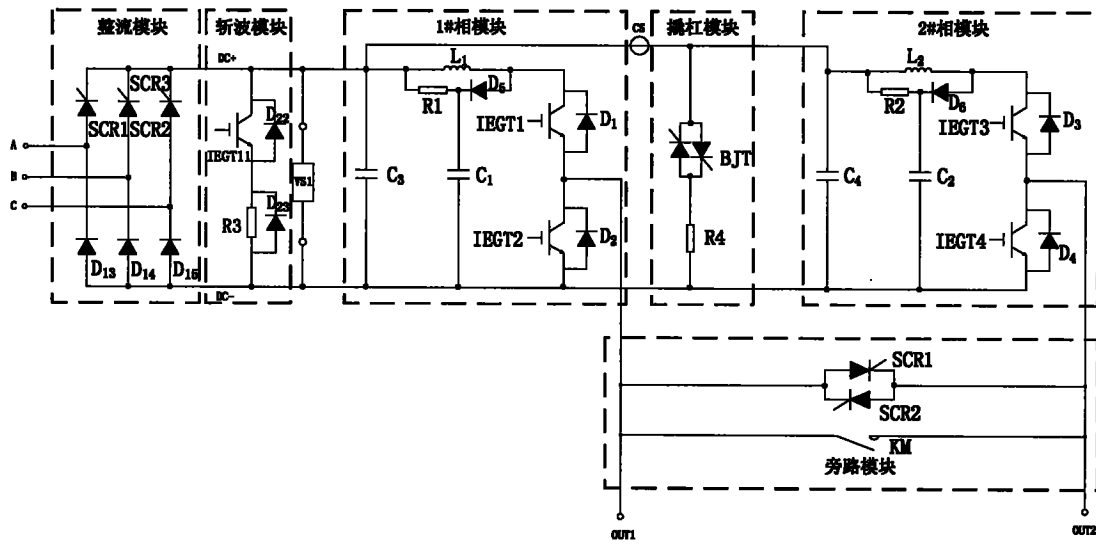 整流模块
斩波模块
1#相模块
撬杠模块
2#相模块
CS
DC+
L₁
L₂
SCR3
D₅
D₆
R1
R2
SCR1
SCR2
D₂₂
IEGT1
D₁
IEGT3
D₃
A
IEGT11
BJT
B
VS1
C₃
C₁
C₄
C₂
C
D₂₃
R3
IEGT2
D₂
R4
IEGT4
D₄
D₁₃
D₁₄
D₁₅
DC-
SCR1
SCR2
KM
旁路模块
OUT1
OUT2